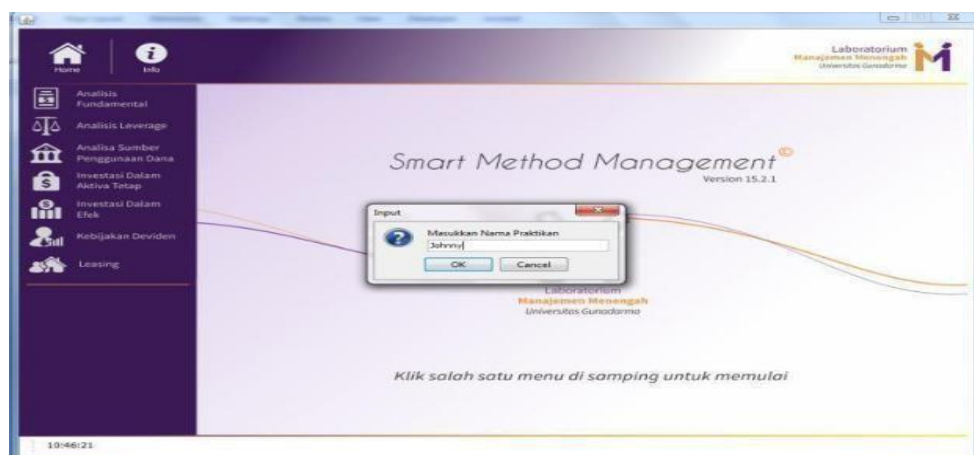 Home
Info
Laboratorium
Manajemen Menengah
Universitas Gunadarma
Analisis
Fundamental
Analisis Leverage
Analisa Sumber
Penggunaan Dana
Investasi Dalam
Aktiva Tetap
Investasi Dalam
Efek
Kebijakan Deviden
Leasing
Smart Method Management©
Version 15.2.1
Input
Masukkan Nama Praktikan
Johnny
OK
Cancel
Laboratorium
Manajemen Menengah
Universitas Gunadarma
Klik salah satu menu di samping untuk memulai
10:46:21